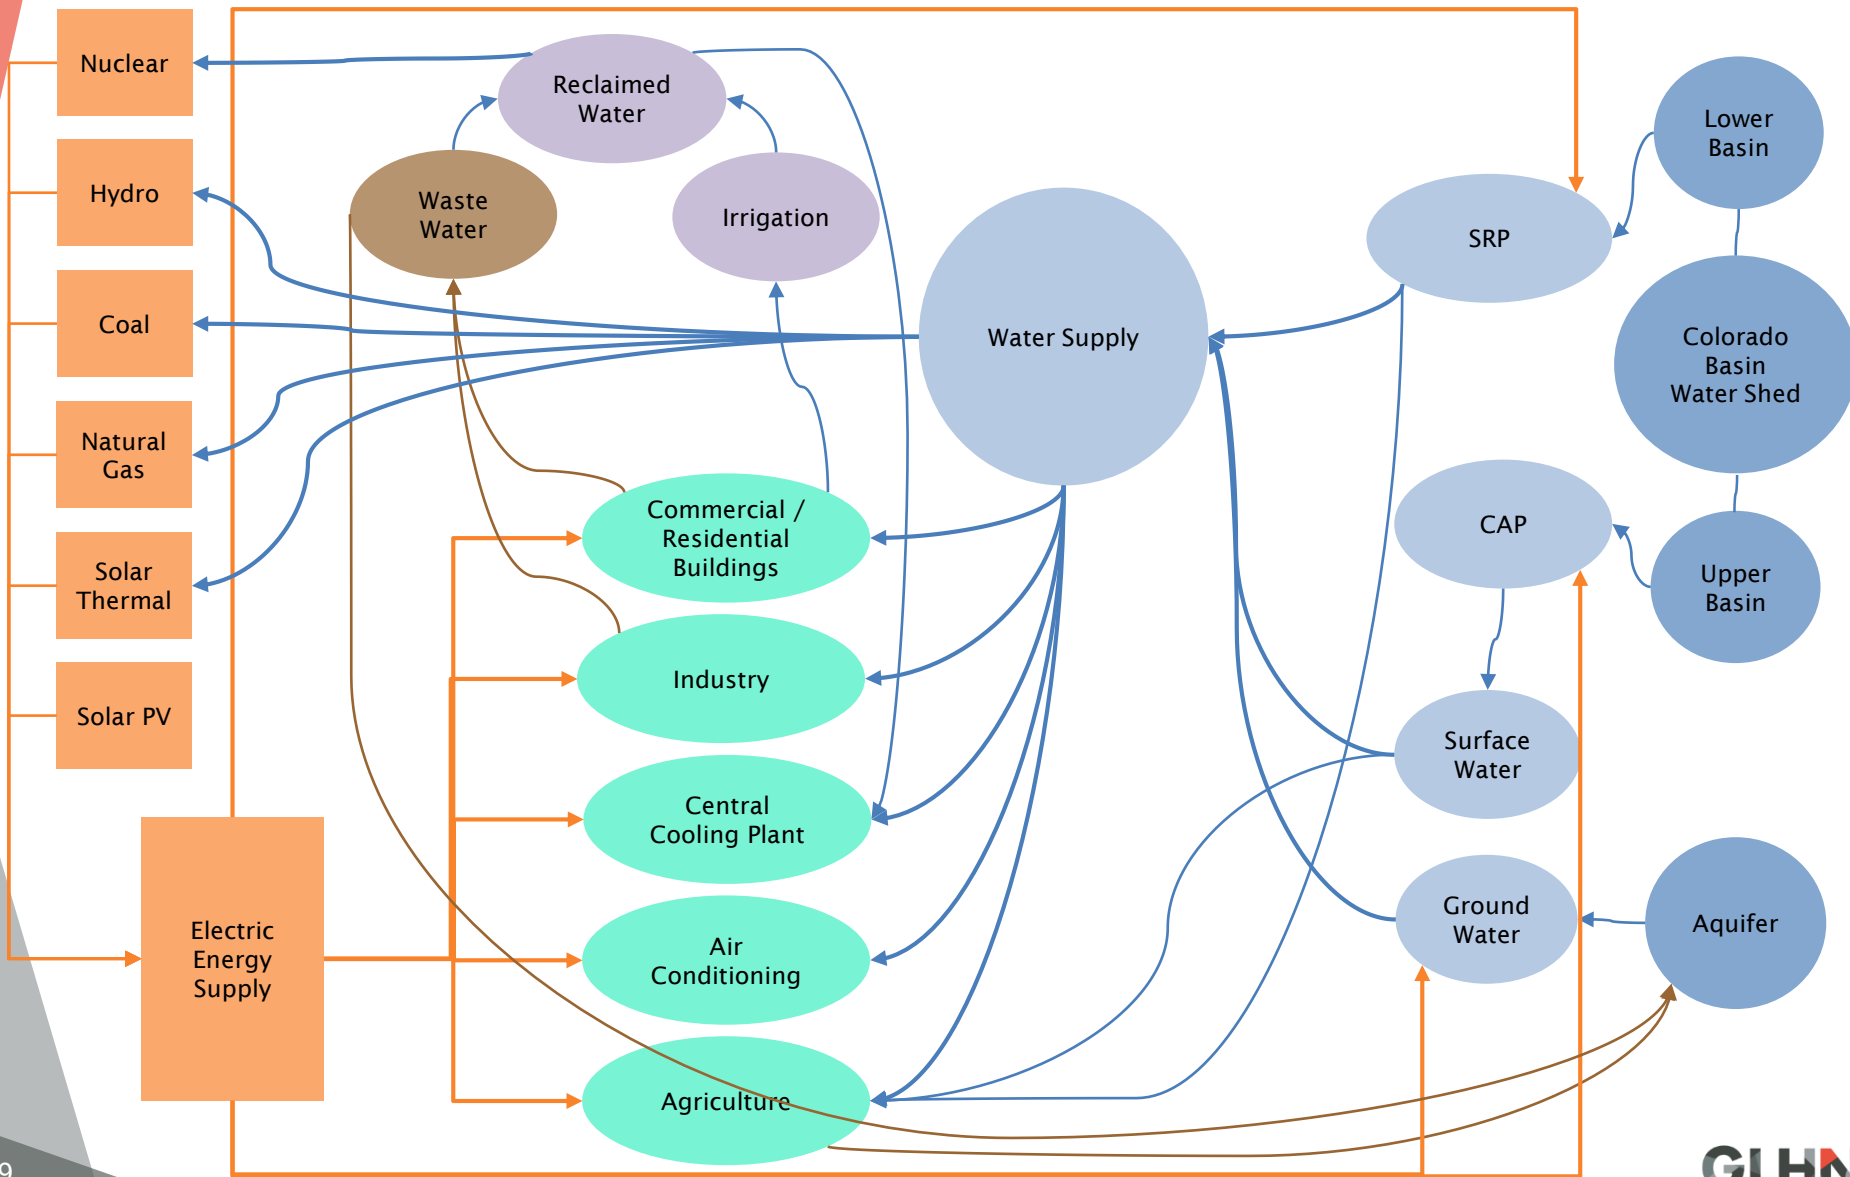 Nuclear
Hydro
Coal
Natural
Gas
Solar
Thermal
Solar PV
Electric
Energy
Supply
Reclaimed
Water
Waste
Water
Irrigation
Water Supply
Commercial /
Residential
Buildings
Industry
Central
Cooling Plant
Air
Conditioning
Agriculture
SRP
CAP
Surface
Water
Ground
Water
Lower
Basin
Colorado
Basin
Water Shed
Upper
Basin
Aquifer
9
GLHN